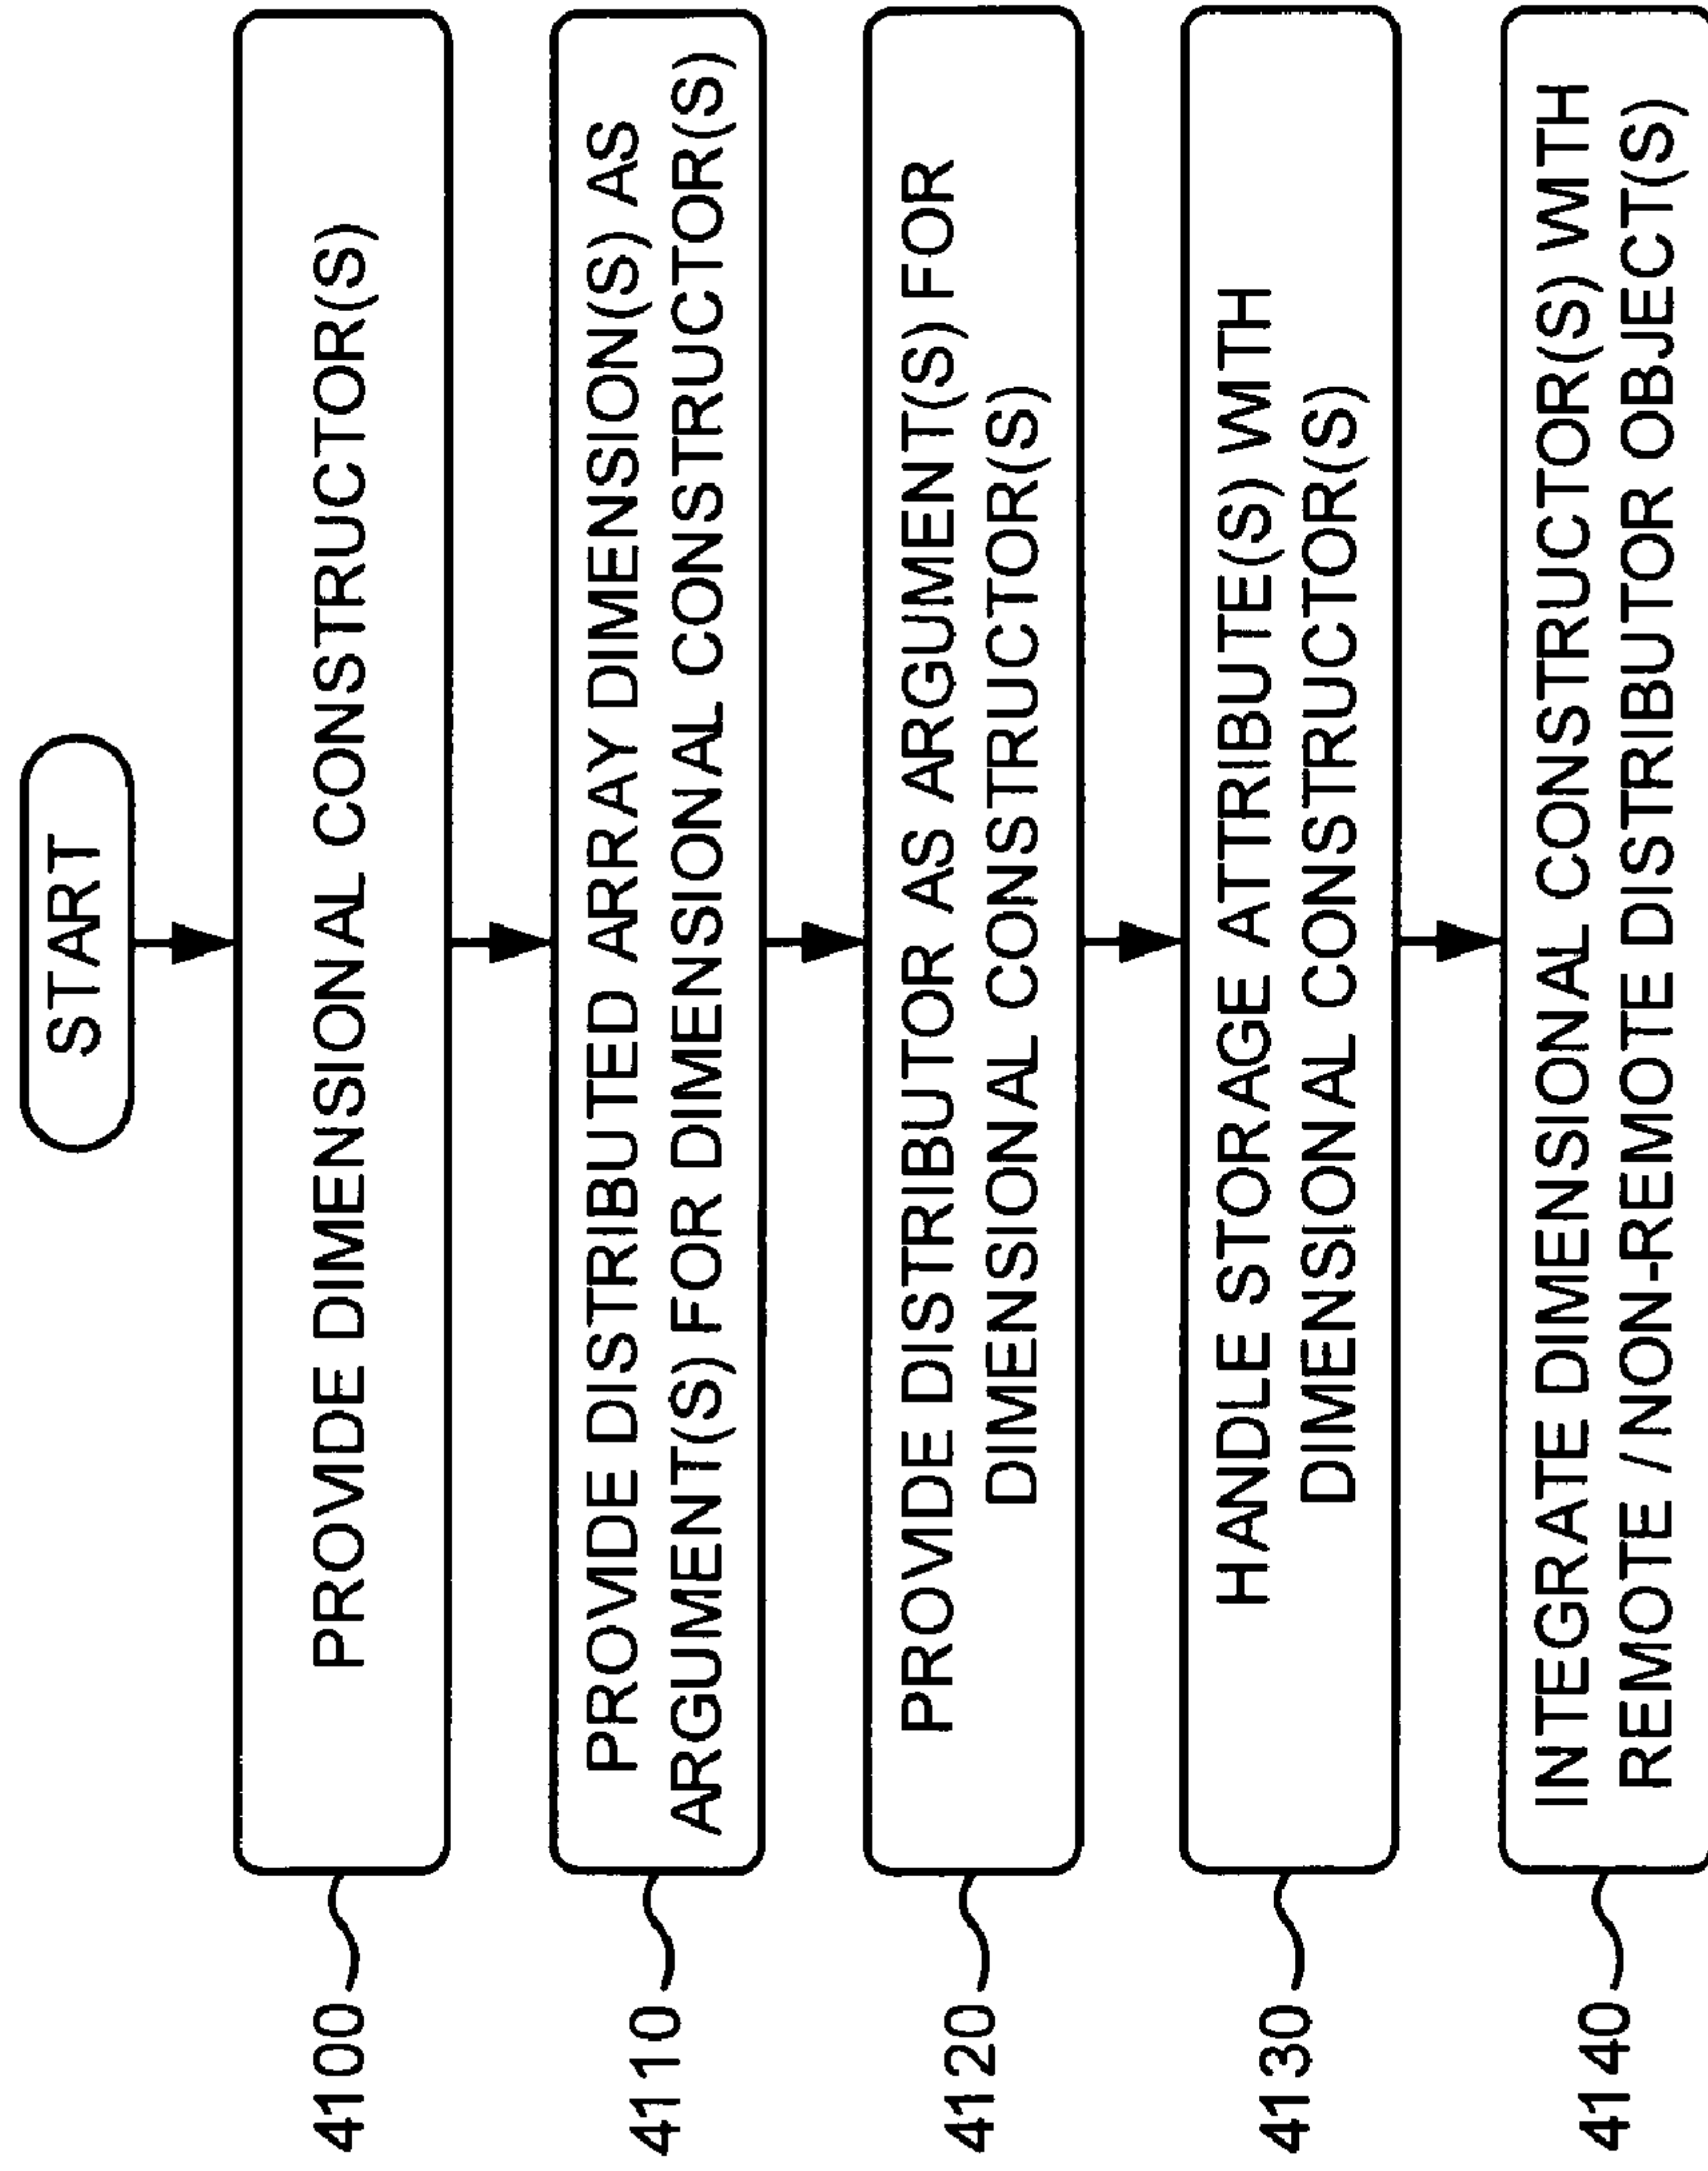 START
4100
PROVIDE DIMENSIONAL CONSTRUCTOR(S)
4110
PROVIDE DISTRIBUTED ARRAY DIMENSION(S) AS
ARGUMENT(S) FOR DIMENSIONAL CONSTRUCTOR(S)
4120
PROVIDE DISTRIBUTOR AS ARGUMENT(S) FOR
DIMENSIONAL CONSTRUCTOR(S)
4130
HANDLE STORAGE ATTRIBUTE(S) WITH
DIMENSIONAL CONSTRUCTOR(S)
4140
INTEGRATE DIMENSIONAL CONSTRUCTOR(S) WITH
REMOTE / NON-REMOTE DISTRIBUTOR OBJECT(S)